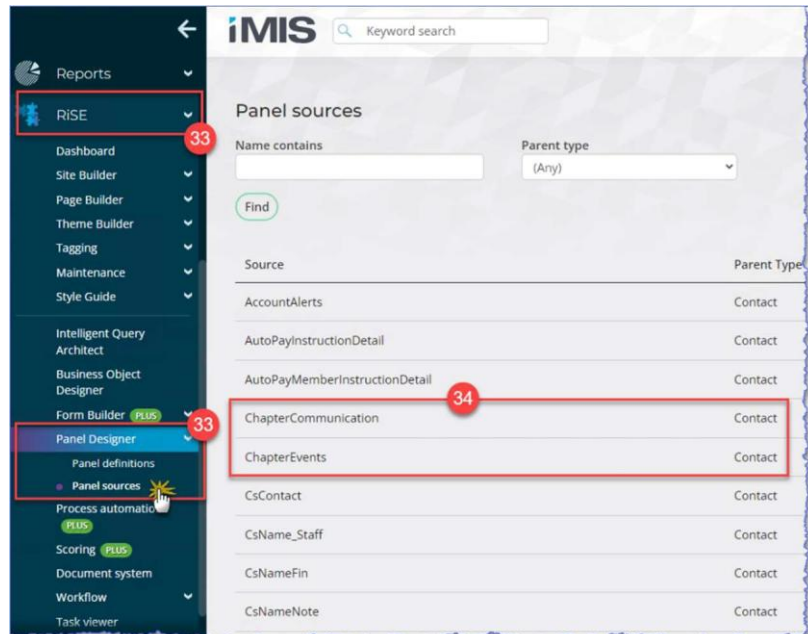 iMIS
Keyword search
Reports
RiSE
33
Dashboard
Site Builder
Page Builder
Theme Builder
Tagging
Maintenance
Style Guide
Intelligent Query
Architect
Business Object
Designer
Form Builder PLUS
33
Panel Designer
Panel definitions
Panel sources
Process automatio
PLUS
Scoring PLUS
Document system
Workflow
Task viewer
Panel sources
Name contains
Parent type
(Any)
Find
Source
Parent Type
AccountAlerts
Contact
AutoPayInstructionDetail
Contact
AutoPayMemberInstructionDetail
Contact
34
ChapterCommunication
Contact
ChapterEvents
Contact
CsContact
Contact
CsName_Staff
Contact
CsNameFin
Contact
CsNameNote
Contact